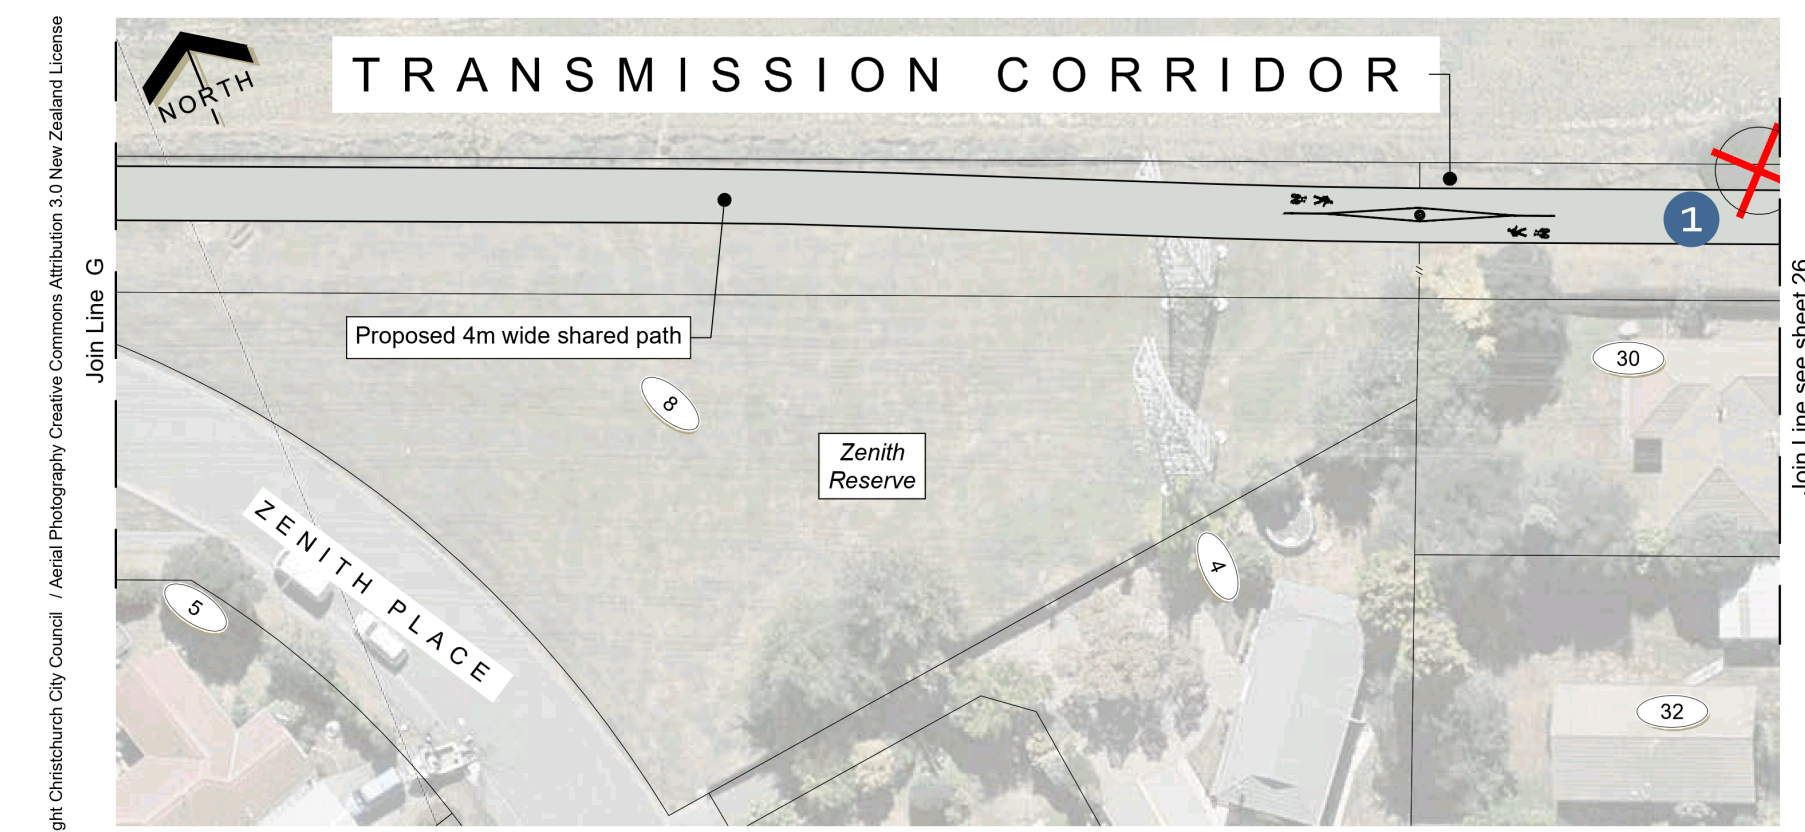 ght Christchurch City Council / Aerial Photography Creative Commons Attribution 3.0 New Zealand License
NORTH
TRANSMISSION CORRIDOR
1
Join Line G
Proposed 4m wide shared path
8
30
Zenith
Reserve
ZENITH PLACE
4
5
32
Join Line see sheet 26